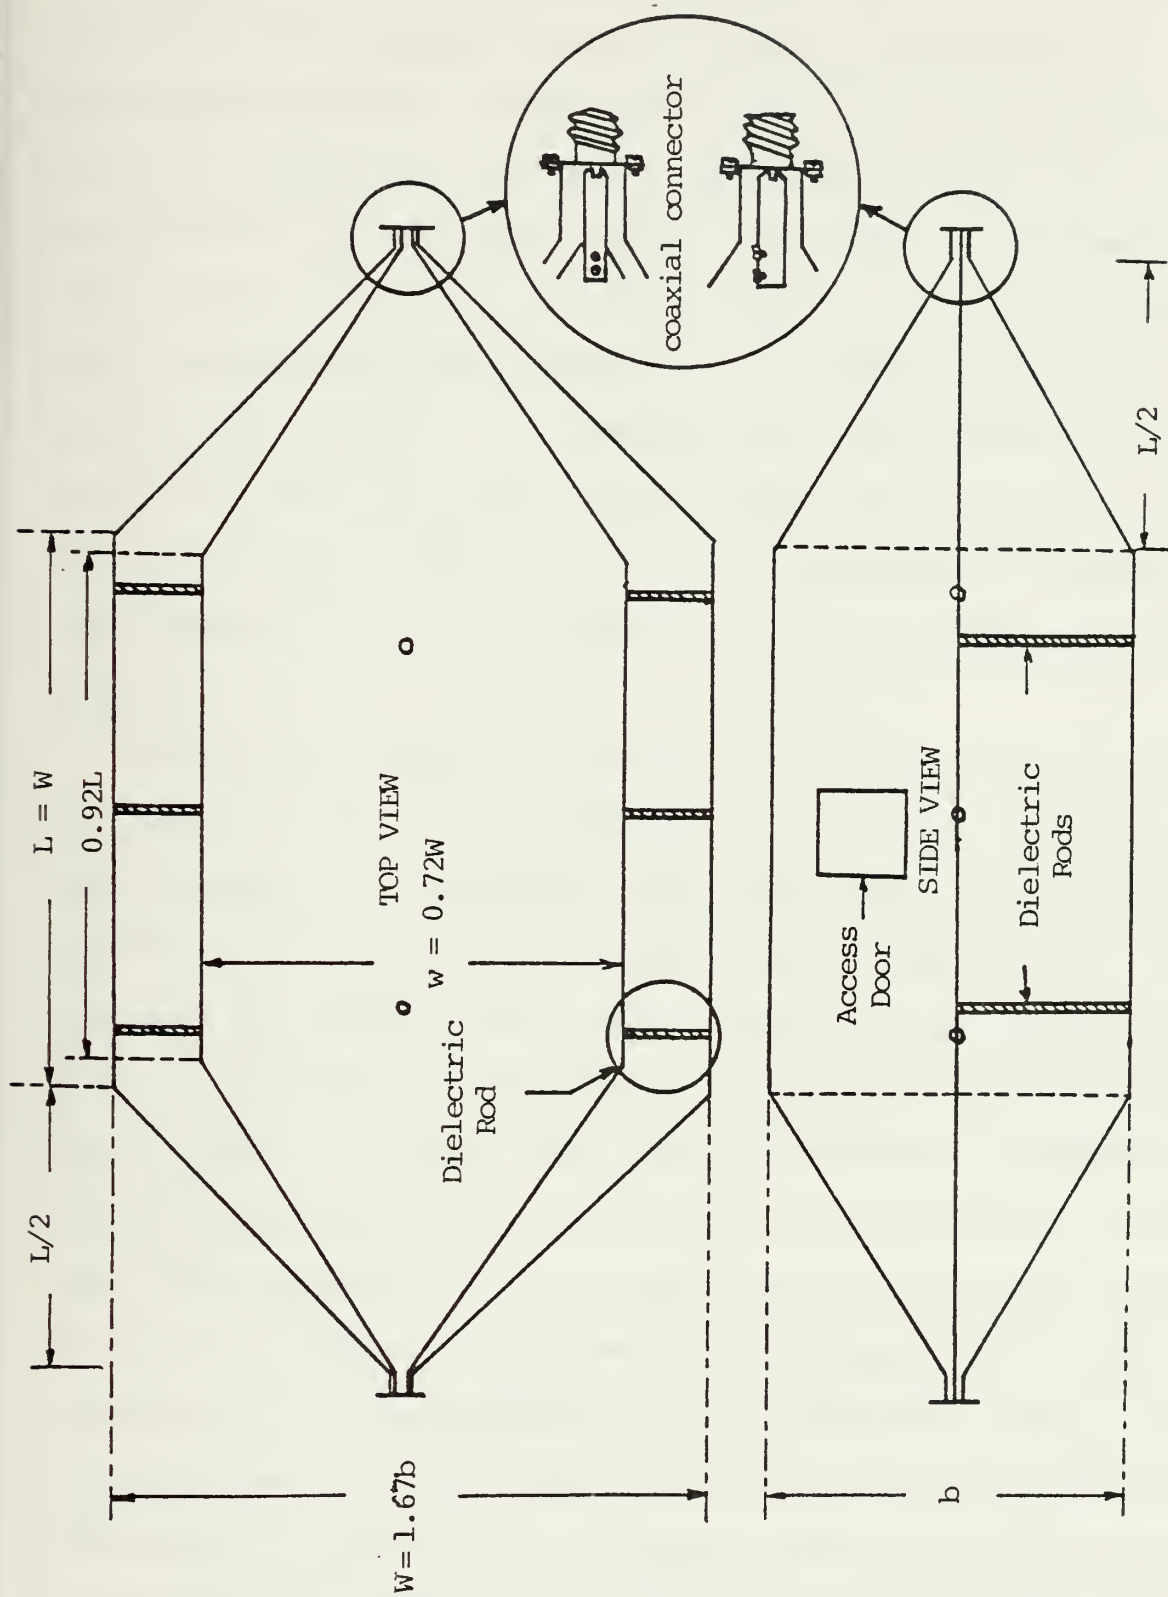 L/2
L = W
0.92L
TOP VIEW
w = 0.72W
Dielectric
Rod
W = 1.67b
coaxial connector
Access
Door
SIDE VIEW
Dielectric
Rods
b
L/2